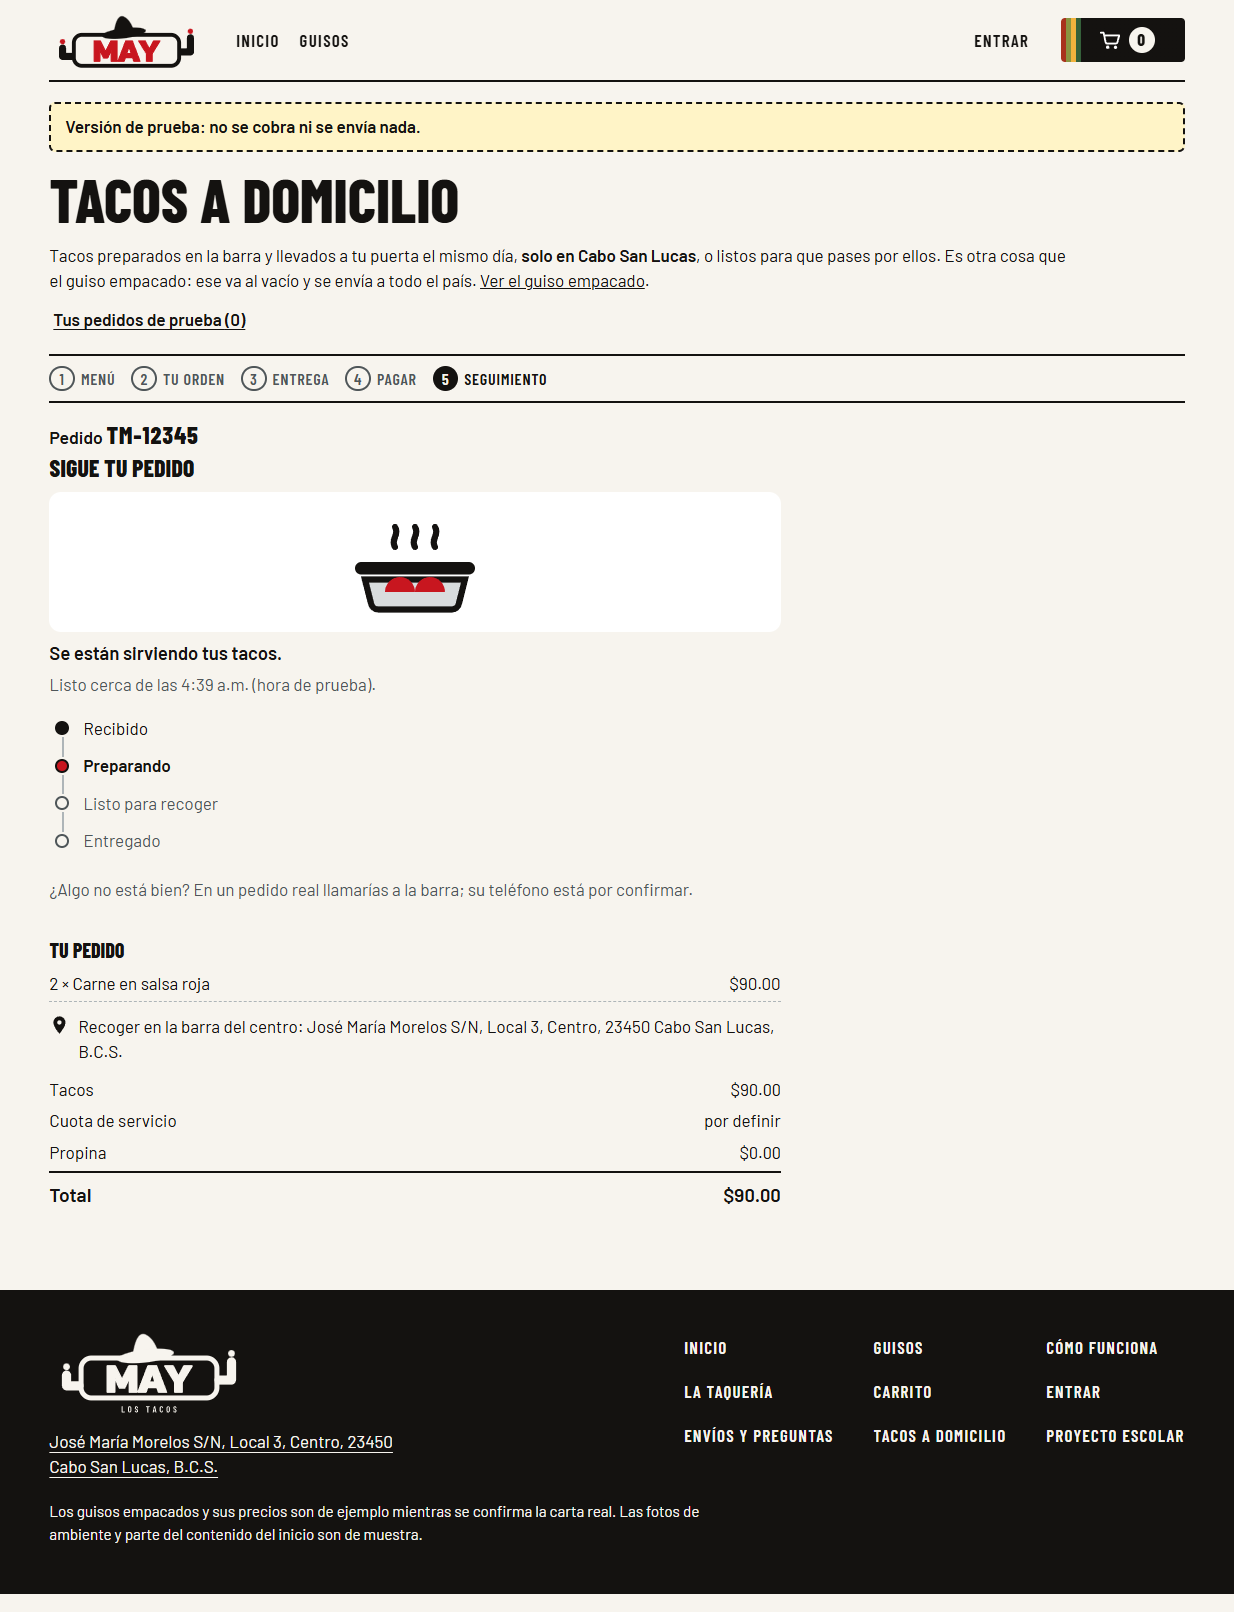 MAY
INICIO
GUISOS
ENTRAR
0
Versión de prueba: no se cobra ni se envía nada.
TACOS A DOMICILIO
Tacos preparados en la barra y llevados a tu puerta el mismo día, solo en Cabo San Lucas, o listos para que pases por ellos. Es otra cosa que
el guiso empacado: ese va al vacío y se envía a todo el país. Ver el guiso empacado.
Tus pedidos de prueba (0)
1 MENÚ 2 TU ORDEN 3 ENTREGA 4 PAGAR 5 SEGUIMIENTO
Pedido TM-12345
SIGUE TU PEDIDO
Se están sirviendo tus tacos.
Listo cerca de las 4:39 a.m. (hora de prueba).
Recibido
Preparando
Listo para recoger
Entregado
¿Algo no está bien? En un pedido real llamarías a la barra; su teléfono está por confirmar.
TU PEDIDO
2 × Carne en salsa roja $90.00
Recoger en la barra del centro: José María Morelos S/N, Local 3, Centro, 23450 Cabo San Lucas,
B.C.S.
Tacos $90.00
Cuota de servicio por definir
Propina $0.00
Total $90.00
MAY
LOS TACOS
José María Morelos S/N, Local 3, Centro, 23450
Cabo San Lucas, B.C.S.
INICIO GUISOS CÓMO FUNCIONA
LA TAQUERÍA CARRITO ENTRAR
ENVÍOS Y PREGUNTAS TACOS A DOMICILIO PROYECTO ESCOLAR
Los guisos empacados y sus precios son de ejemplo mientras se confirma la carta real. Las fotos de
ambiente y parte del contenido del inicio son de muestra.